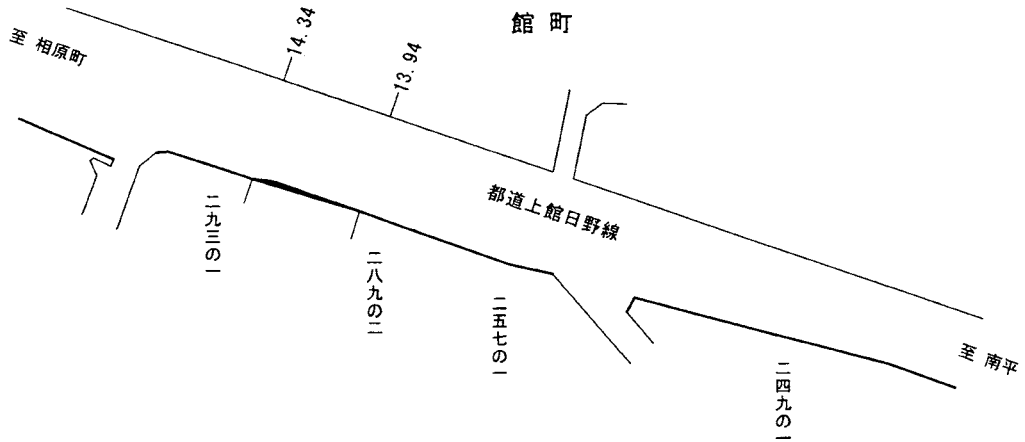 館町
至 相原町
14.34
13.94
都道上館日野線
二九三の一
二八九の二
二五七の一
二四九の一
至 南平